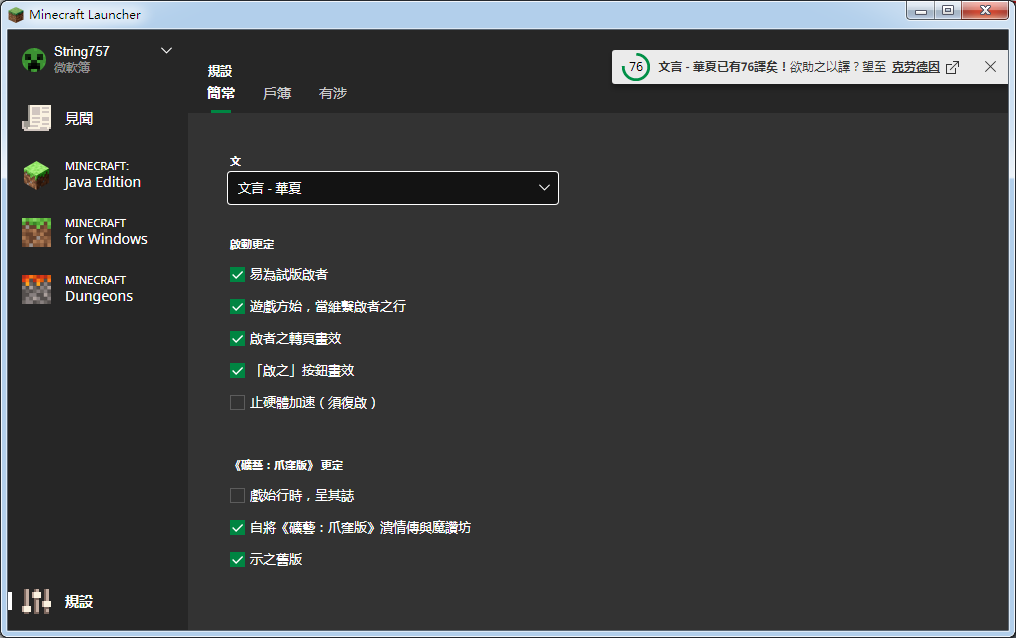 Minecraft Launcher
String757
微軟簿
見聞
MINECRAFT:
Java Edition
MINECRAFT
for Windows
MINECRAFT
Dungeons
規設
規設
簡常 戶簿 有涉
76 文言 - 華夏已有76譯矣！欲助之以譯？望至 克勞德因
文
文言 - 華夏
啟動更定
易為試版啟者
遊戲方始，當維繫啟者之行
啟者之轉頁畫效
「啟之」按鈕畫效
止硬體加速（須復啟）
《礦藝：爪窪版》 更定
戲始行時，呈其誌
自將《礦藝：爪窪版》潰情傳與魔讚坊
示之舊版